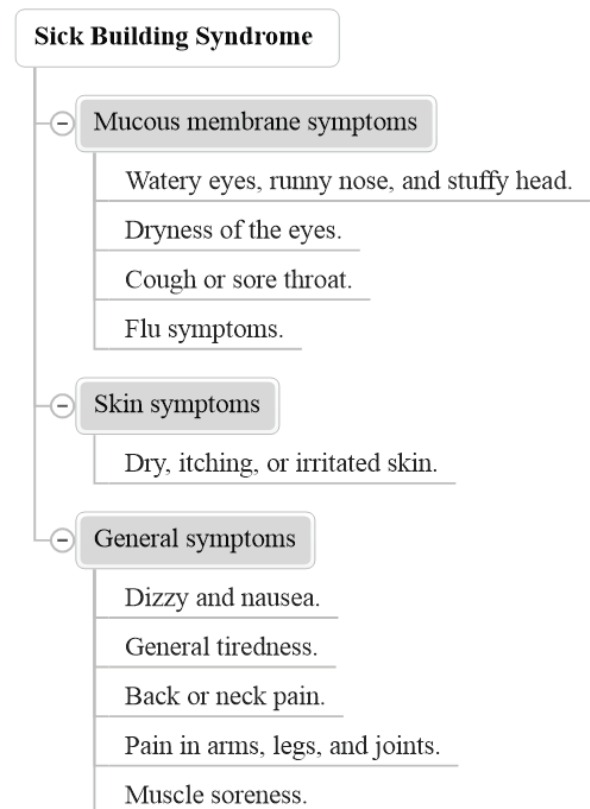 Sick Building Syndrome
Mucous membrane symptoms
Watery eyes, runny nose, and stuffy head.
Dryness of the eyes.
Cough or sore throat.
Flu symptoms.
Skin symptoms
Dry, itching, or irritated skin.
General symptoms
Dizzy and nausea.
General tiredness.
Back or neck pain.
Pain in arms, legs, and joints.
Muscle soreness.